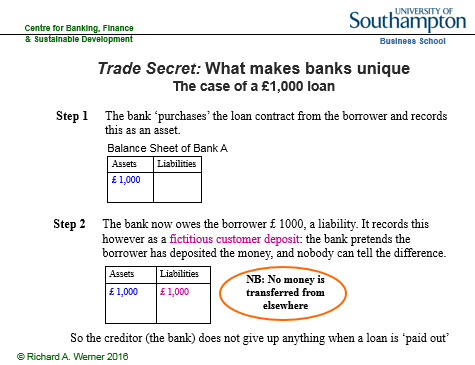 Centre for Banking, Finance
& Sustainable Development
UNIVERSITY OF
Southampton
Business School
Trade Secret: What makes banks unique
The case of a £1,000 loan
Step 1 The bank ‘purchases’ the loan contract from the borrower and records
this as an asset.
Balance Sheet of Bank A
Assets Liabilities
£ 1,000
Step 2 The bank now owes the borrower £ 1000, a liability. It records this
however as a fictitious customer deposit: the bank pretends the
borrower has deposited the money, and nobody can tell the difference.
Assets Liabilities
£ 1,000 £ 1,000
NB: No money is
transferred from
elsewhere
So the creditor (the bank) does not give up anything when a loan is ‘paid out’
© Richard A. Werner 2016